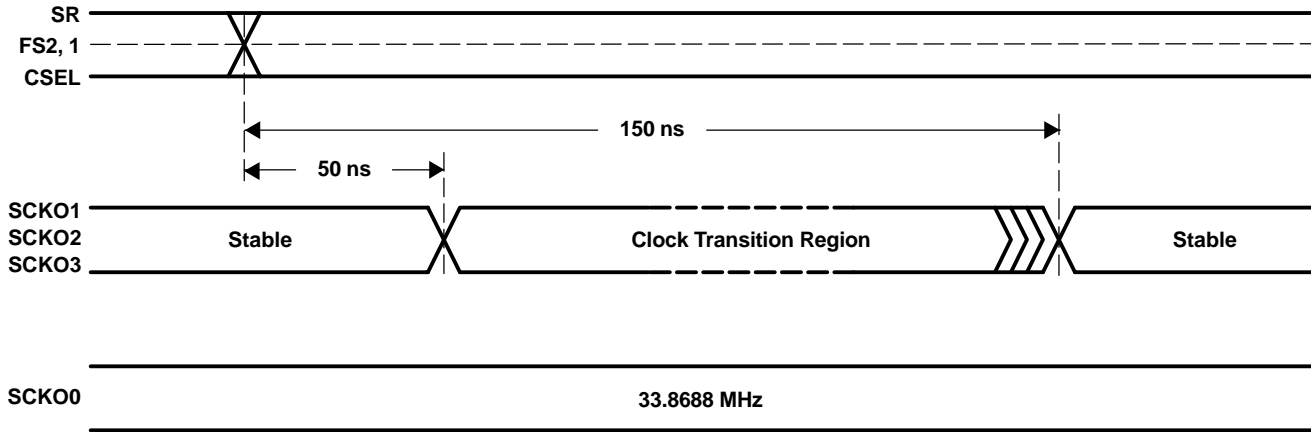 SR
FS2, 1
CSEL
150 ns
50 ns
SCKO1
SCKO2
SCKO3
Stable
Clock Transition Region
Stable
SCKO0
33.8688 MHz